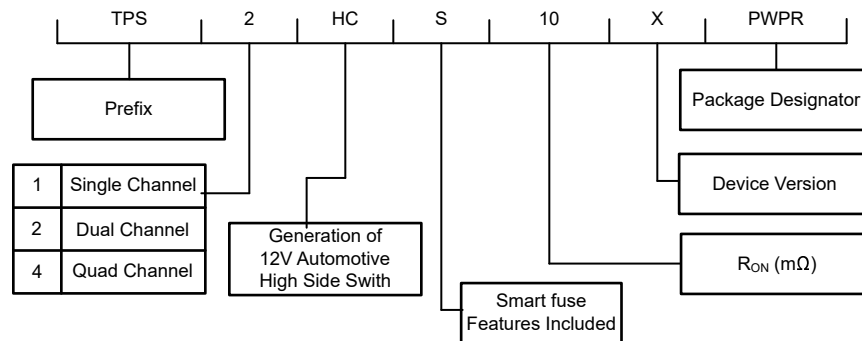 TPS 2 HC S 10 X PWPR
Prefix
Package Designator
1 Single Channel
2 Dual Channel
4 Quad Channel
Device Version
Generation of
12V Automotive
High Side Swith
RON (mΩ)
Smart fuse
Features Included